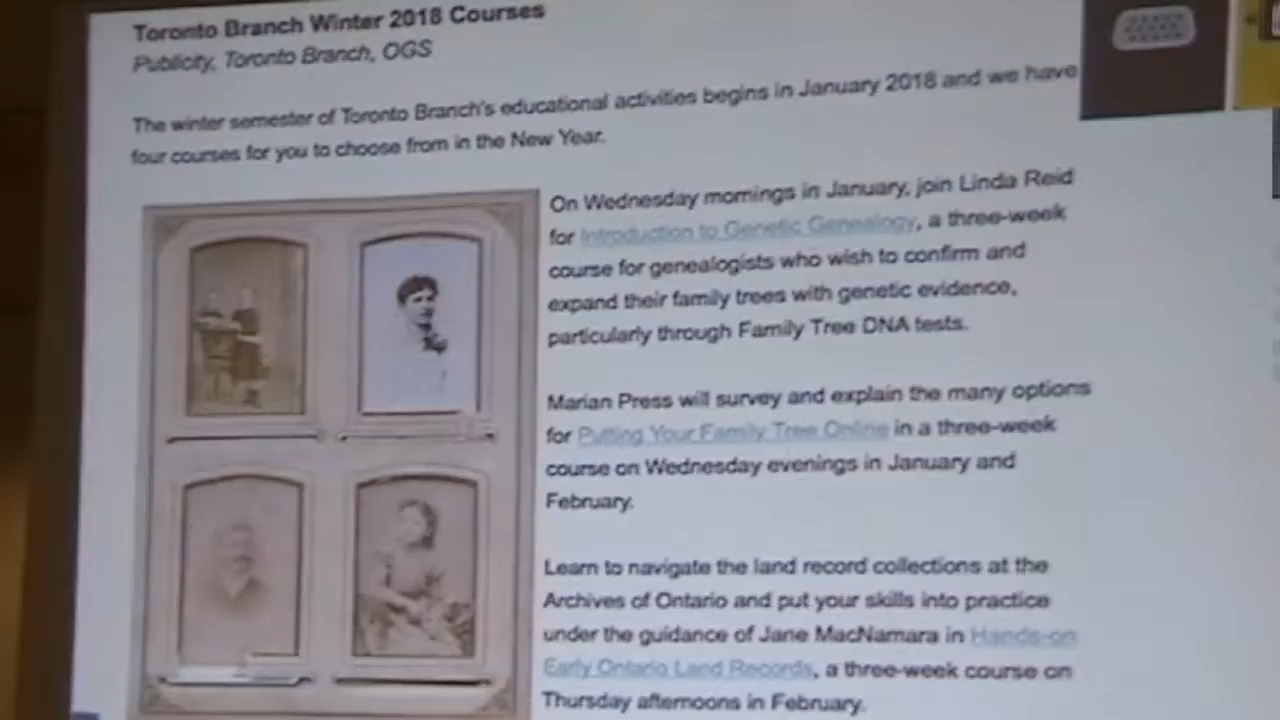 Toronto Branch Winter 2018 Courses
Publicity, Toronto Branch, OGS
The winter semester of Toronto Branch's educational activities begins in January 2018 and we have
four courses for you to choose from in the New Year.
On Wednesday mornings in January, join Linda Reid
for Introduction to Genetic Genealogy, a three-week
course for genealogists who wish to confirm and
expand their family trees with genetic evidence,
particularly through Family Tree DNA tests.
Marian Press will survey and explain the many options
for Putting Your Family Tree Online in a three-week
course on Wednesday evenings in January and
February.
Learn to navigate the land record collections at the
Archives of Ontario and put your skills into practice
under the guidance of Jane MacNamara in Hands-on
Early Ontario Land Records, a three-week course on
Thursday afternoons in February.